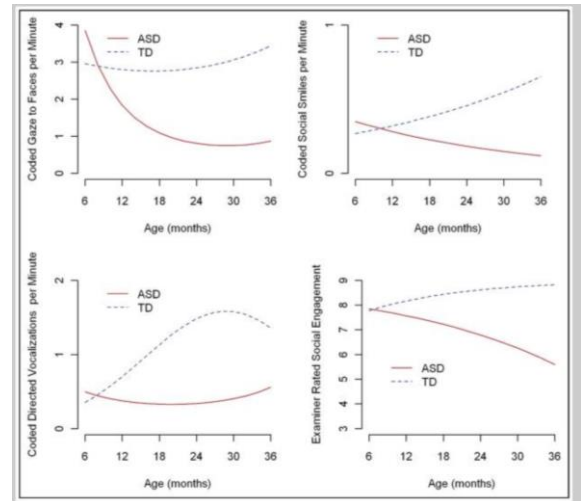 Coded Gaze to Faces per Minute
4
3
2
1
0
ASD
TD
6 12 18 24 30 36
Age (months)
Coded Social Smiles per Minute
1
0
ASD
TD
6 12 18 24 30 36
Age (months)
Coded Directed Vocalizations per Minute
2
1
0
ASD
TD
6 12 18 24 30 36
Age (months)
Examiner Rated Social Engagement
9
8
7
6
5
4
3
ASD
TD
6 12 18 24 30 36
Age (months)